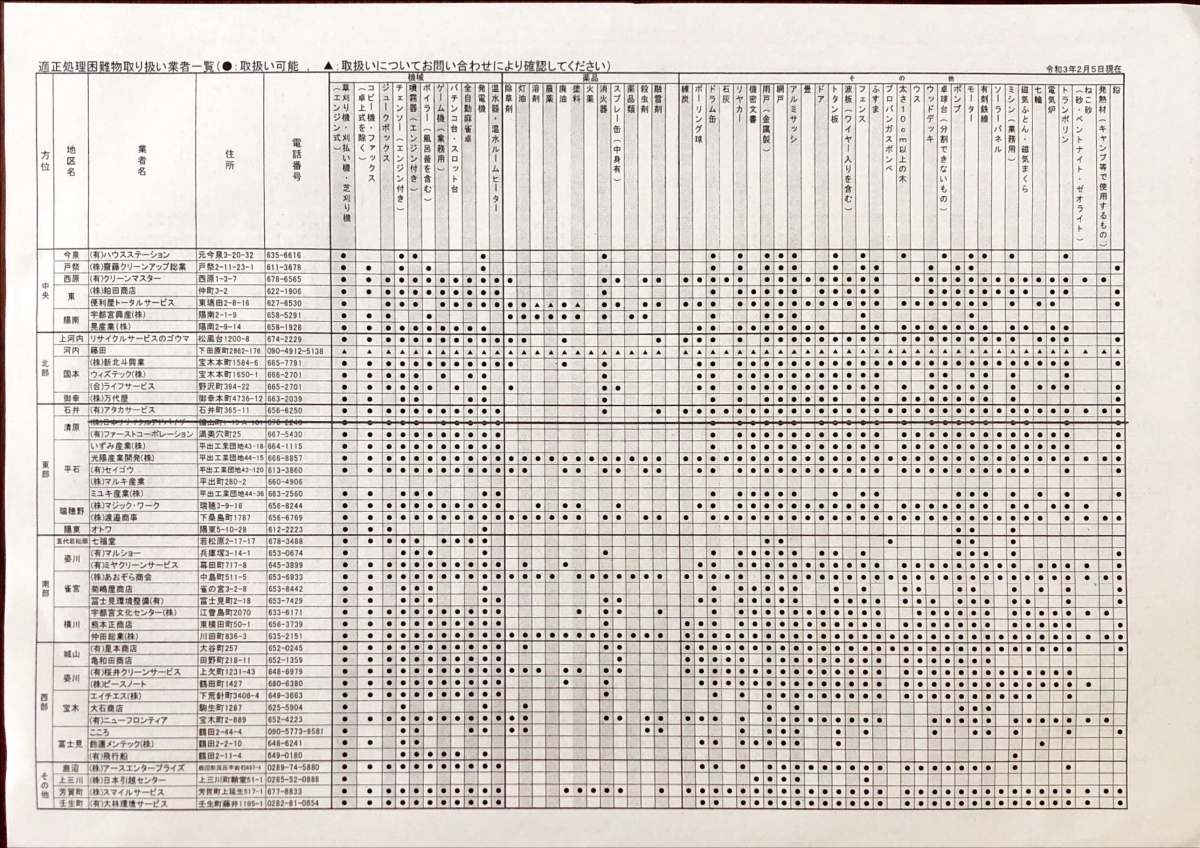 適正処理困難物取り扱い業者一覧(●:取扱い可能 , ▲:取扱いについてお問い合わせにより確認してください)
令和3年2月5日現在
方位 地区名 業者名 住所 電話番号
機械 薬品 その他
草刈り機・刈払い機・芝刈り機(エンジン式)
コピー機・ファックス(卓上式を除く)
ジュークボックス
チェンソー(エンジン付き)
噴霧器(エンジン付き)
ボイラー(風呂釜を含む)
ゲーム機(業務用)
パチンコ台・スロット台
全自動麻雀卓
発電機
温水器・温水ルームヒーター
除草剤
灯油
溶剤
農薬
廃油
塗料
火薬
消火器
スプレー缶(中身有)
薬品類
殺虫剤
融雪剤
練炭
ボーリング球
ドラム缶
石灰
リヤカー
機密文書
雨戸(金属製)
網戸
アルミサッシ
畳
ドア
トタン板
波板(ワイヤー入りを含む)
フェンス
ふすま
プロパンガスボンベ
太さ10cm以上の木
ウス
ウッドデッキ
卓球台(分割できないもの)
ポンプ
モーター
有刺鉄線
ソーラーパネル
ミシン(業務用)
磁気ふとん・磁気まくら
七輪
電気炉
トランポリン
ねこ砂(砂・ベントナイト・ゼオライト)
発熱材(キャンプ等で使用するもの)
鉛
中央
今泉 (有)ハウスステーション 元今泉3-20-32 635-6616
戸祭 (株)齋藤クリーンアップ総業 戸祭2-11-23-1 611-3678
西原 (有)クリーンマスター 西原1-3-7 678-6565
東 (株)粕田商店 仲町3-2 622-1906
便利屋トータルサービス 東塙田2-8-16 627-6530
陽南 宇都宮興産(株) 陽南2-1-9 658-5291
晃産業(株) 陽南2-9-14 658-1928
北部
上河内 リサイクルサービスのゴウマ 松風台1200-8 674-2229
河内 藤田 下田原町2862-176 090-4912-5138
国本 (株)新北斗興業 宝木本町1584-6 665-7791
ウィズテック(株) 宝木本町1650-1 666-2701
(合)ライフサービス 野沢町394-22 665-2701
御幸 (株)万代屋 御幸本町4736-12 663-2039
東部
石井 (有)アタカサービス 石井町365-11 656-6250
清原
(有)ファーストコーポレーション 満美穴町25 667-5430
平石 いずみ産業(株) 平出工業団地43-18 664-1115
光陽産業開発(株) 平出工業団地44-15 666-8857
(有)セイゴウ 平出工業団地43-120 613-3860
(株)マルキ産業 平出町280-2 660-4906
ミユキ産業(株) 平出工業団地44-36 663-2560
瑞穂野 (株)マジック・ワーク 瑞穂3-9-16 656-8244
(株)渡邉商事 下桑島町1787 656-6769
陽東 オトワ 陽東5-10-28 612-2223
南部
五代若松原 七福堂 若松原2-17-17 678-3488
姿川 (有)マルショー 兵庫塚3-14-1 653-0674
(有)ミヤクリーンサービス 幕田町717-8 645-3899
雀宮 (株)あおぞら商会 中島町511-5 653-6933
菊嶋屋商店 雀の宮3-2-8 653-8442
冨士見環境整備(有) 富士見町2-18 653-7429
横川 宇都宮文化センター(株) 江曽島町2070 633-6171
熊本正商店 東横田町50-1 656-3739
仲田総業(株) 川田町836-3 635-2151
西部
城山 (有)里本商店 大谷町257 652-0245
亀和田商店 田野町218-11 652-1359
姿川 (有)桜井クリーンサービス 上欠町1231-43 648-6979
(株)ピースノート 鶴田町1427 680-6380
宝木 エイチエス(株) 下荒針町3406-4 649-3663
大石商店 駒生町1287 625-5904
(有)ニューフロンティア 宝木町2-889 652-4223
富士見 こころ 鶴田2-44-4 090-5773-9581
鈴運メンテック(株) 鶴田2-2-10 648-6241
(有)飛行船 鶴田2-11-4 649-0180
その他
鹿沼 (株)アースエンタープライズ 0289-74-5880
上三川 (株)日本引越センター 上三川町鞘堂51-1 0285-52-0888
芳賀町 (株)スマイルサービス 芳賀町上延生517-1 677-8833
壬生町 (有)大林環境サービス 壬生町藤井1195-1 0282-81-0854